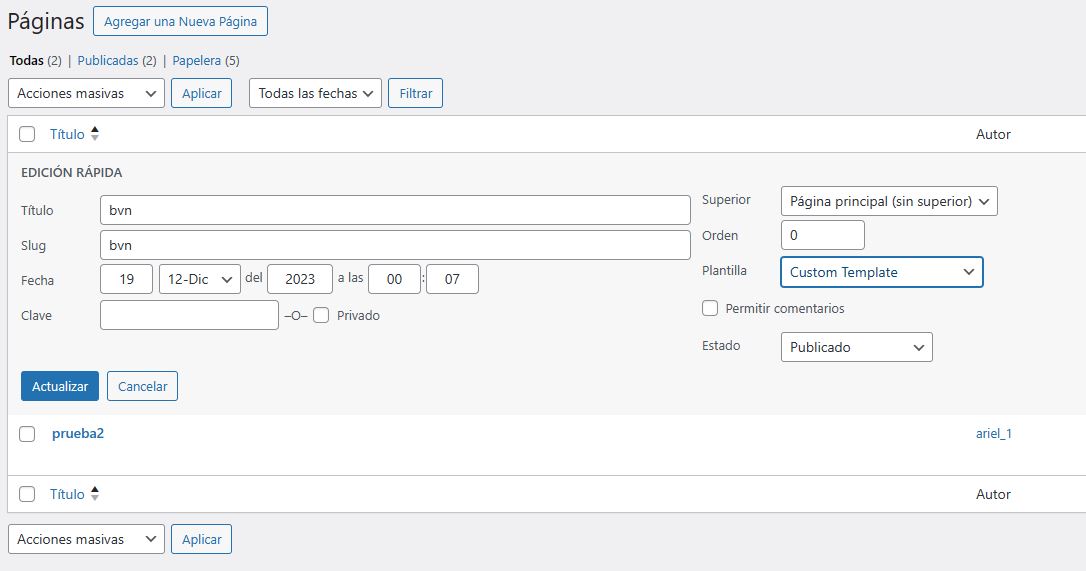 Páginas Agregar una Nueva Página
Todas (2) | Publicadas (2) | Papelera (5)
Acciones masivas Aplicar Todas las fechas Filtrar
Título Autor
EDICIÓN RÁPIDA
Título bvn
Slug bvn
Fecha 19 12-Dic del 2023 a las 00 : 07
Clave –O– Privado
Superior Página principal (sin superior)
Orden 0
Plantilla Custom Template
Permitir comentarios
Estado Publicado
Actualizar Cancelar
prueba2 ariel_1
Título Autor
Acciones masivas Aplicar